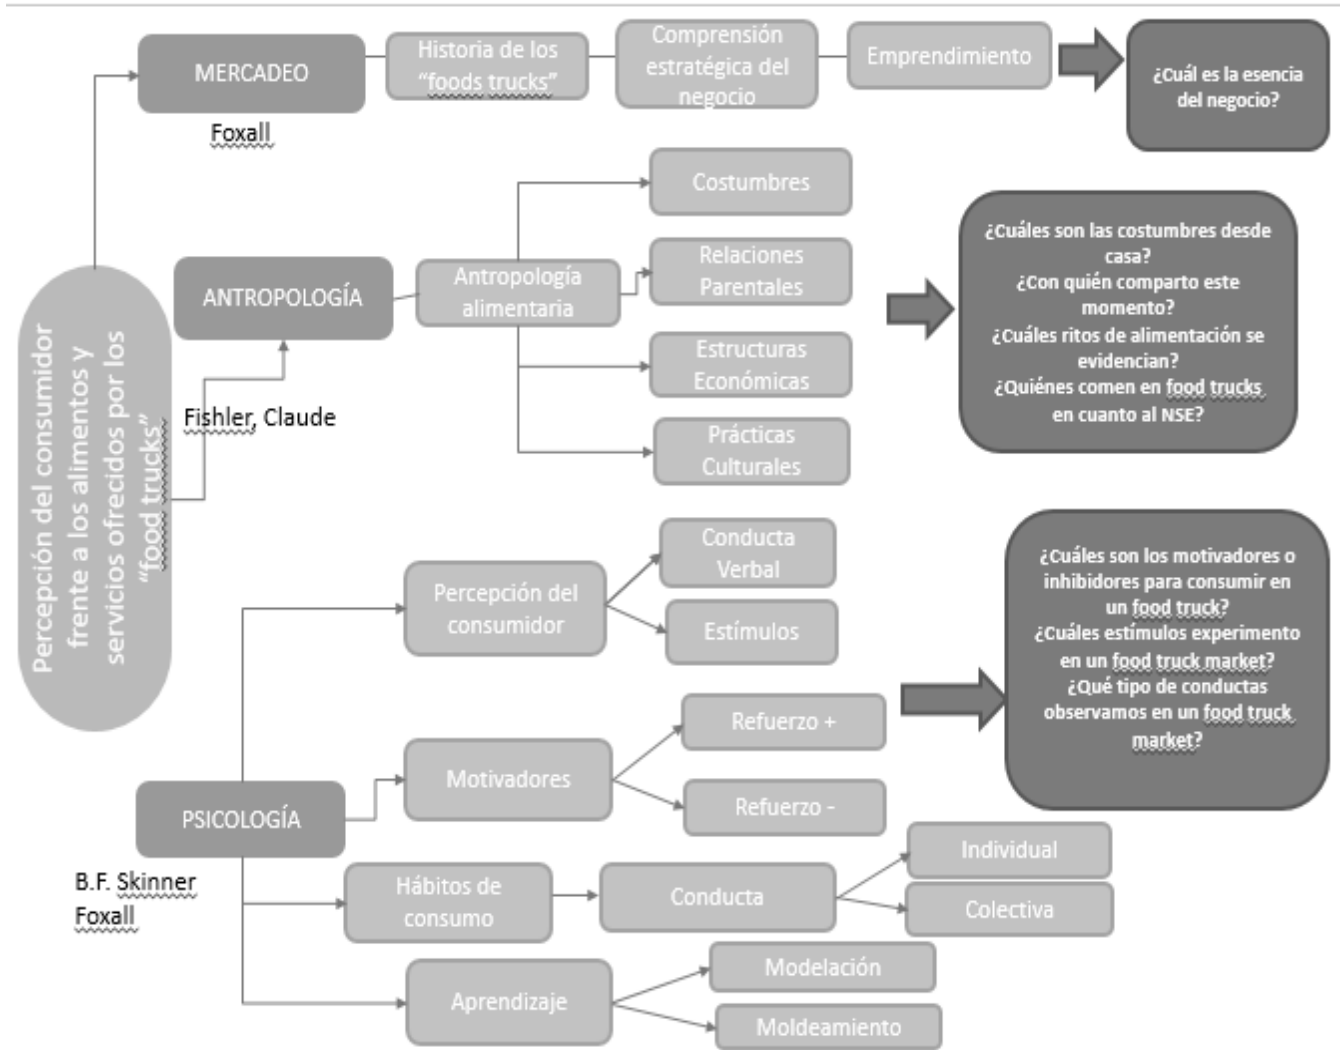 Percepción del consumidor
frente a los alimentos y
servicios ofrecidos por los
“food trucks”
MERCADEO
Foxall
Historia de los
“foods trucks”
Comprensión
estratégica del
negocio
Emprendimiento
¿Cuál es la esencia
del negocio?
ANTROPOLOGÍA
Fishler, Claude
Antropología
alimentaria
Costumbres
Relaciones
Parentales
Estructuras
Económicas
Prácticas
Culturales
¿Cuáles son las costumbres desde
casa?
¿Con quién comparto este
momento?
¿Cuáles ritos de alimentación se
evidencian?
¿Quiénes comen en food trucks
en cuanto al NSE?
PSICOLOGÍA
B.F. Skinner
Foxall
Percepción del
consumidor
Conducta
Verbal
Estímulos
Motivadores
Refuerzo +
Refuerzo -
Hábitos de
consumo
Conducta
Individual
Colectiva
Aprendizaje
Modelación
Moldeamiento
¿Cuáles son los motivadores o
inhibidores para consumir en
un food truck?
¿Cuáles estímulos experimento
en un food truck market?
¿Qué tipo de conductas
observamos en un food truck
market?